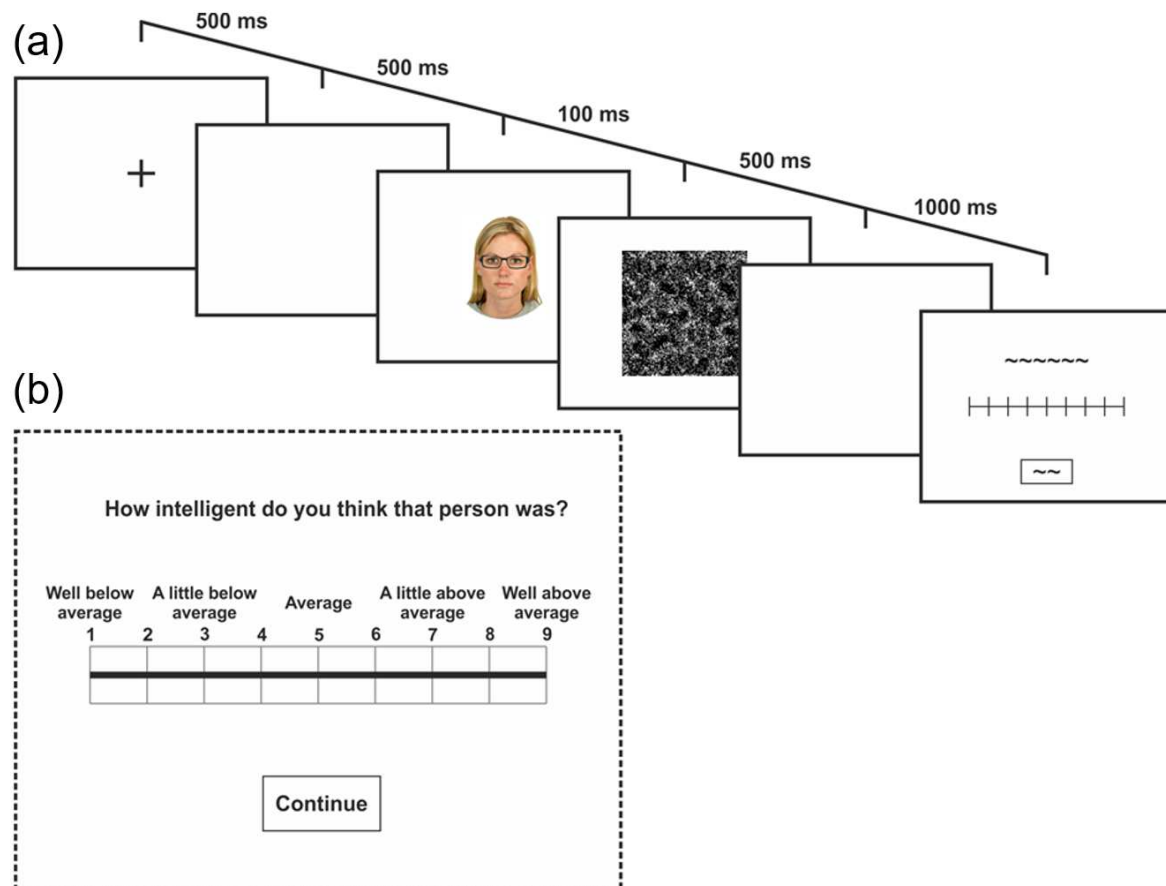 (a)
500 ms
500 ms
100 ms
500 ms
1000 ms
~~~~~~
~~
(b)
How intelligent do you think that person was?
Well below average
A little below average
Average
A little above average
Well above average
1 2 3 4 5 6 7 8 9
Continue